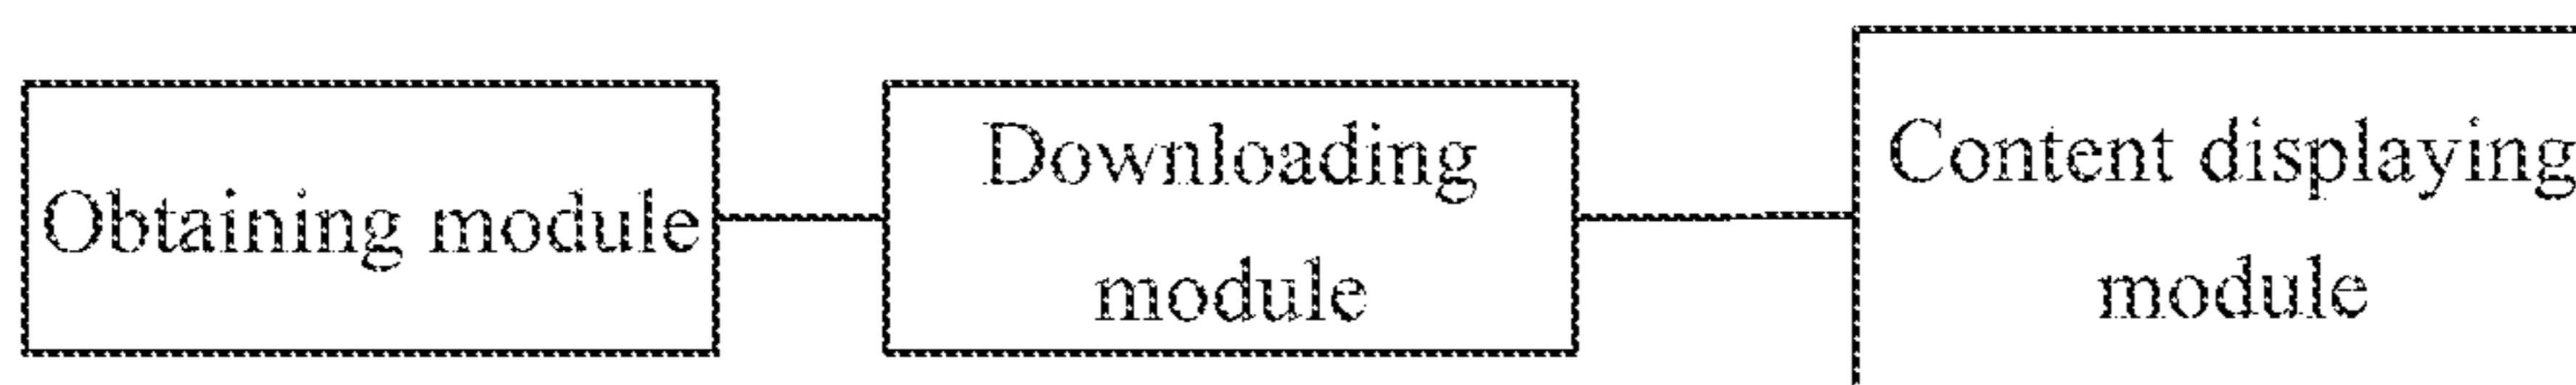 Obtaining module
Downloading
module
Content displaying
module